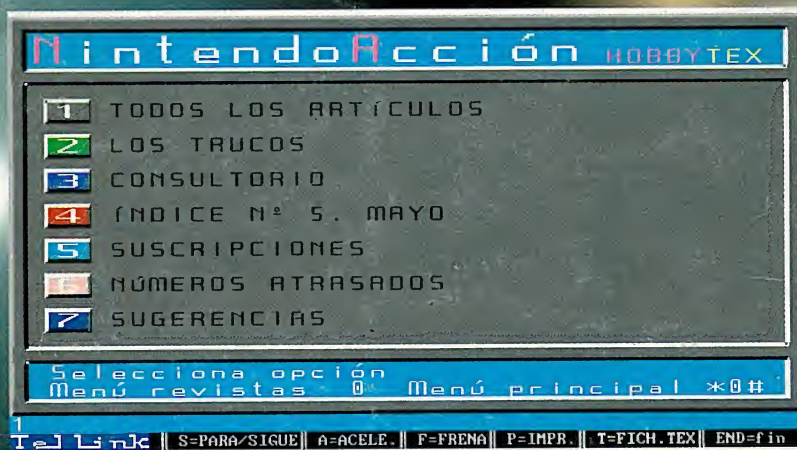 NintendoAcción HOBBYTEX
1 TODOS LOS ARTÍCULOS
2 LOS TRUCOS
3 CONSULTORIO
4 ÍNDICE Nº 5. MAYO
5 SUSCRIPCIONES
6 NÚMEROS ATRASADOS
7 SUGERENCIAS
Selecciona opción
Menú revistas 0 Menú principal *0#
1
Tel Link S=PARA/SIGUE A=ACELE. F=FRENA P=IMPR. T=FICH.TEX END=fin